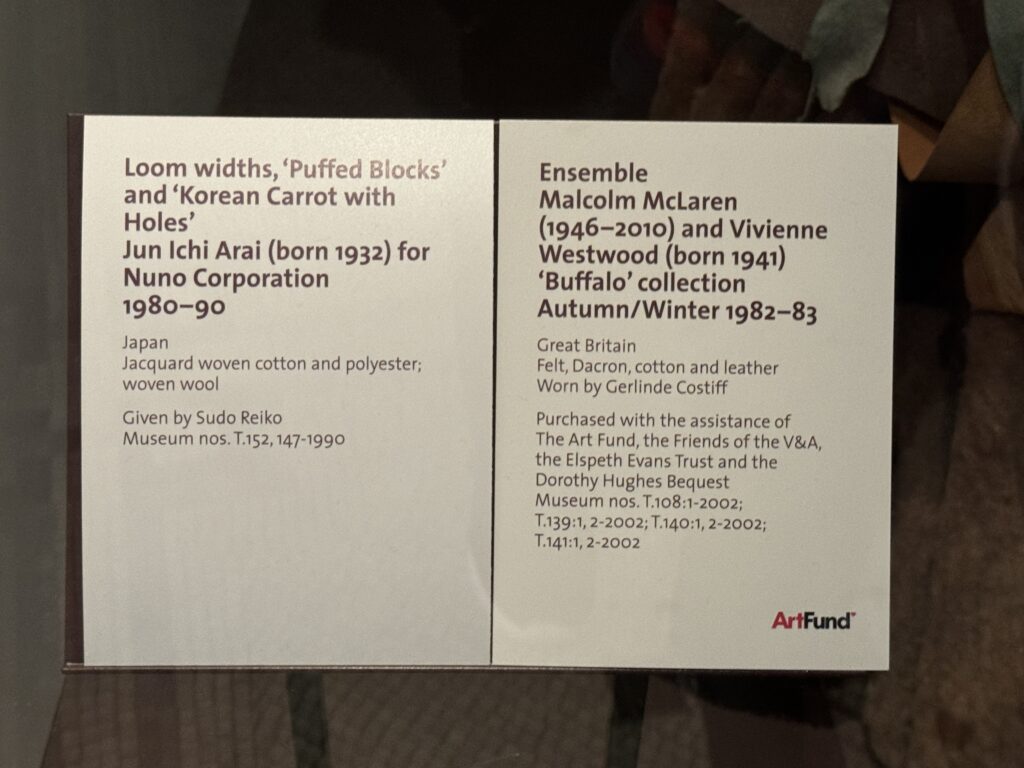 Loom widths, ‘Puffed Blocks’
and ‘Korean Carrot with
Holes’
Jun Ichi Arai (born 1932) for
Nuno Corporation
1980–90
Japan
Jacquard woven cotton and polyester;
woven wool
Given by Sudo Reiko
Museum nos. T.152, 147-1990
Ensemble
Malcolm McLaren
(1946–2010) and Vivienne
Westwood (born 1941)
‘Buffalo’ collection
Autumn/Winter 1982–83
Great Britain
Felt, Dacron, cotton and leather
Worn by Gerlinde Costiff
Purchased with the assistance of
The Art Fund, the Friends of the V&A,
the Elspeth Evans Trust and the
Dorothy Hughes Bequest
Museum nos. T.108:1-2002;
T.139:1, 2-2002; T.140:1, 2-2002;
T.141:1, 2-2002
ArtFund